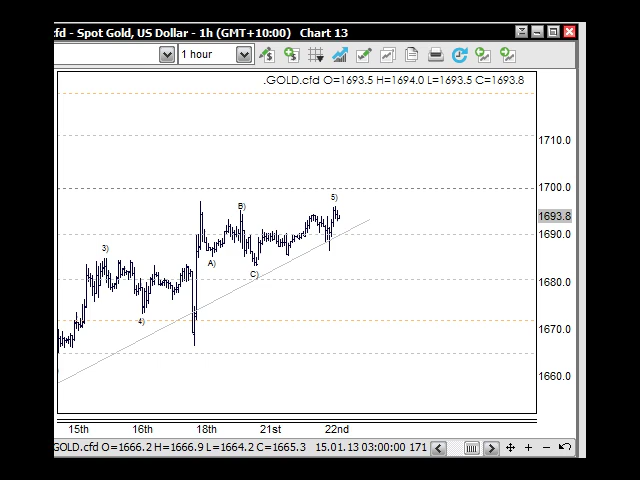 .cfd - Spot Gold, US Dollar - 1h (GMT+10:00) Chart 13
1 hour
.GOLD.cfd O=1693.5 H=1694.0 L=1693.5 C=1693.8
1710.0
1700.0
5)
B)
1693.8
1690.0
3)
A)
C)
1680.0
4)
1670.0
1660.0
15th 16th 18th 21st 22nd
GOLD.cfd O=1666.2 H=1666.9 L=1664.2 C=1665.3 15.01.13 03:00:00 171